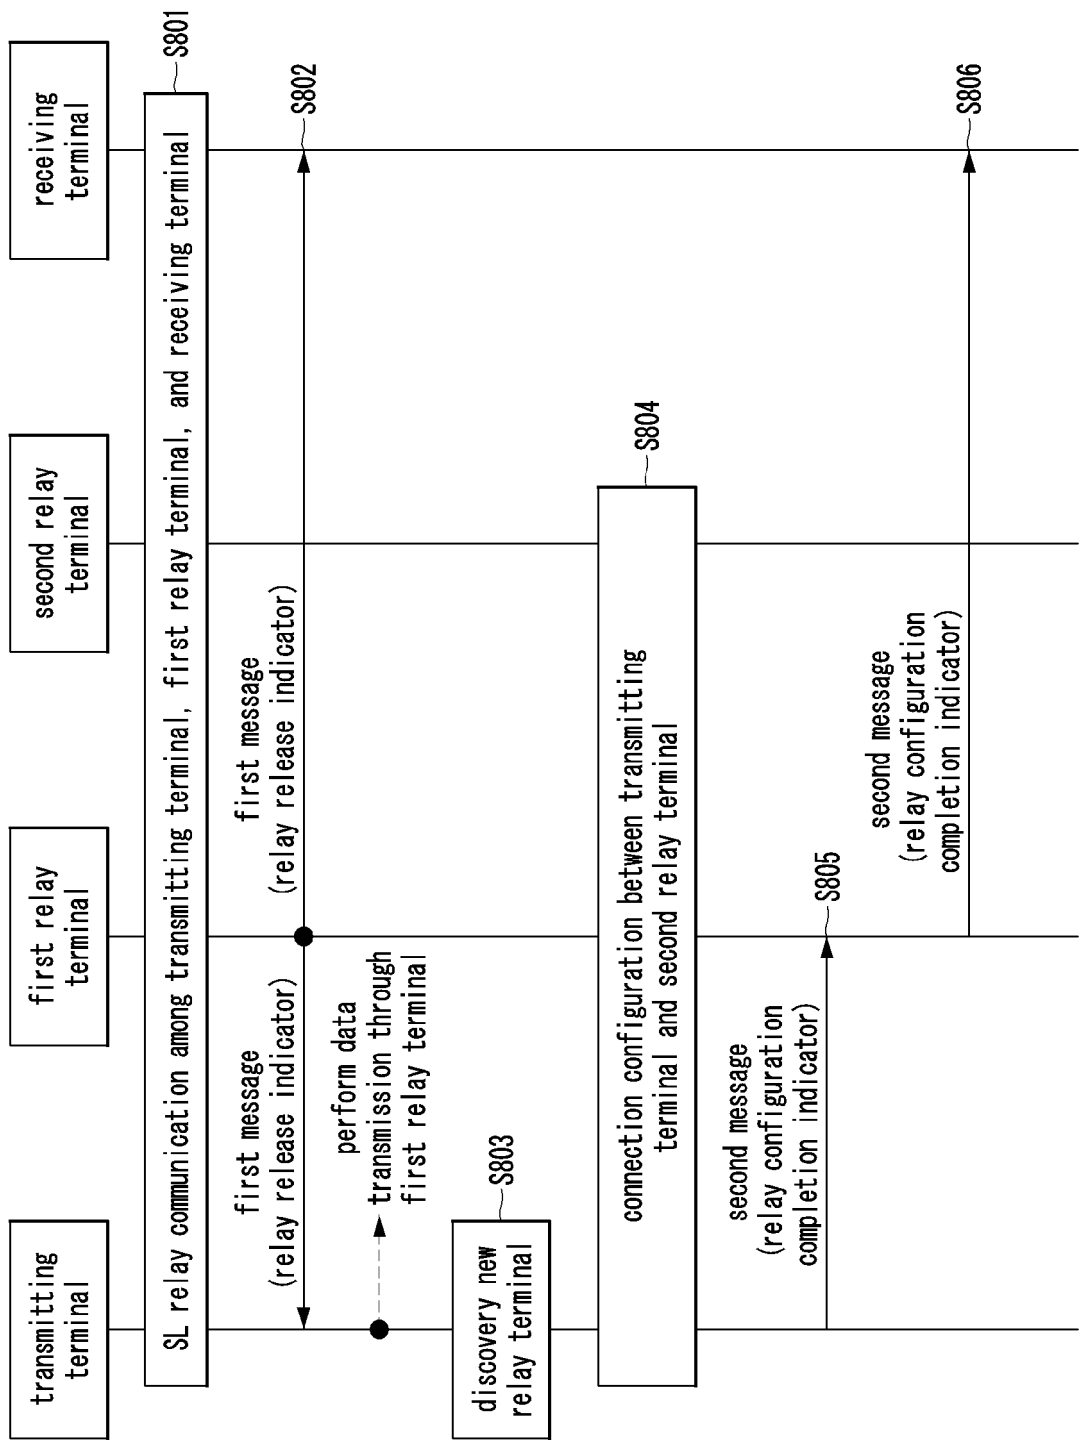 transmitting
terminal
first relay
terminal
second relay
terminal
receiving
terminal
SL relay communication among transmitting terminal, first relay terminal, and receiving terminal
S801
first message
(relay release indicator)
first message
(relay release indicator)
S802
perform data
transmission through
first relay terminal
discovery new
relay terminal
S803
connection configuration between transmitting
terminal and second relay terminal
S804
second message
(relay configuration
completion indicator)
S805
second message
(relay configuration
completion indicator)
S806